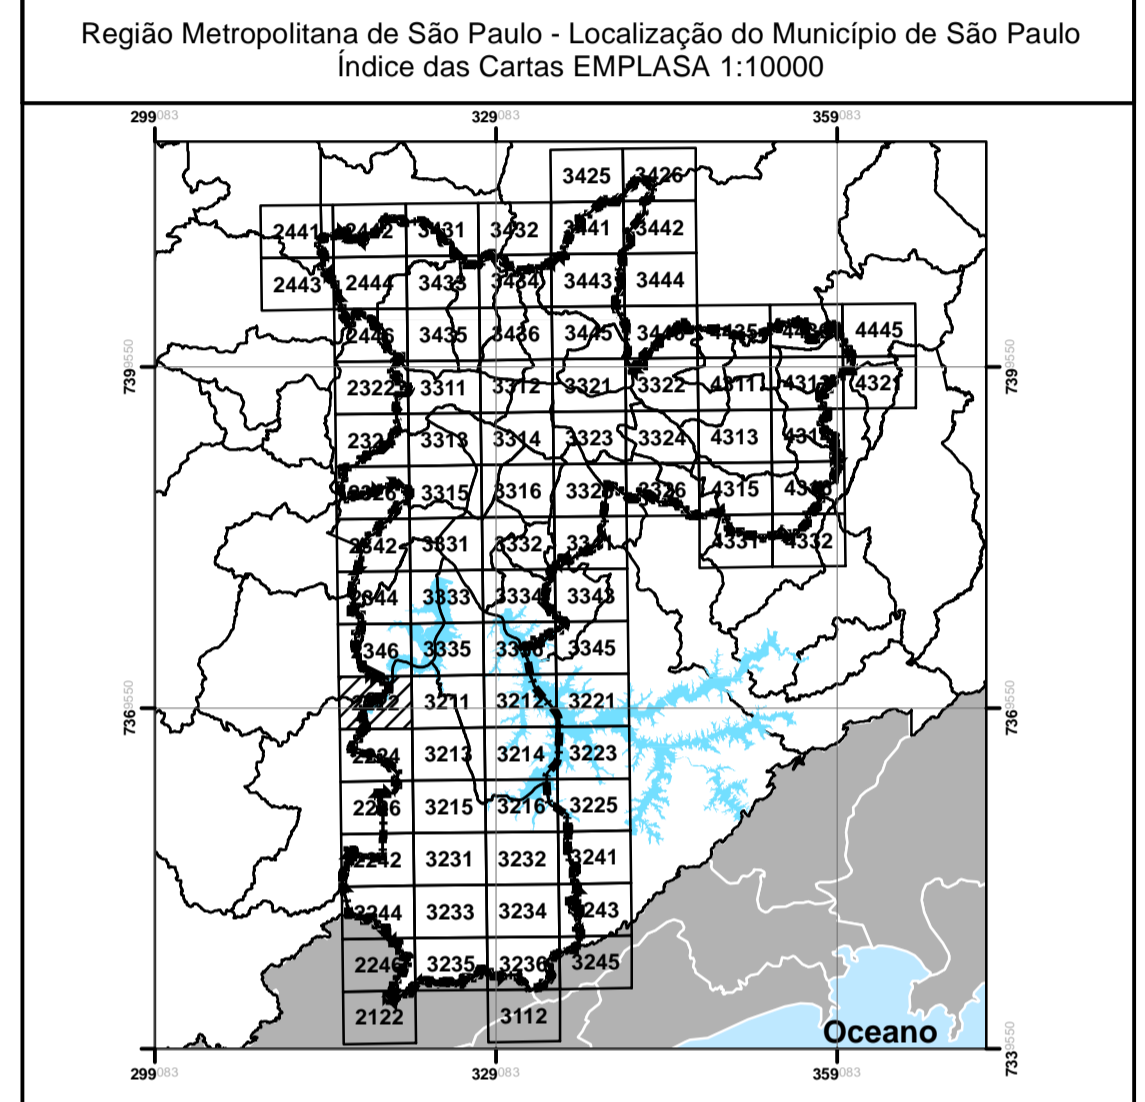 Região Metropolitana de São Paulo - Localização do Município de São Paulo
Índice das Cartas EMPLASA 1:10000
299083 329083 359083
3425 3426
2441 2442 3431 3432 3441 3442
2443 2444 3433 3434 3443 3444
2446 3435 3436 3445 3446 4435 4436 4445
7399550 7399550
2322 3311 3312 3321 3322 4311 4312 4321
2324 3313 3314 3323 3324 4313 4314
2326 3315 3316 3325 3326 4315 4316
2342 3331 3332 3341 4331 4332
2344 3333 3334 3343
2346 3335 3336 3345
3211 3212 3221
7369550 7369550
2224 3213 3214 3223
2226 3215 3216 3225
2242 3231 3232 3241
2244 3233 3234 3243
2246 3235 3236 3245
2122 3112
Oceano
7339550
299083 329083 359083